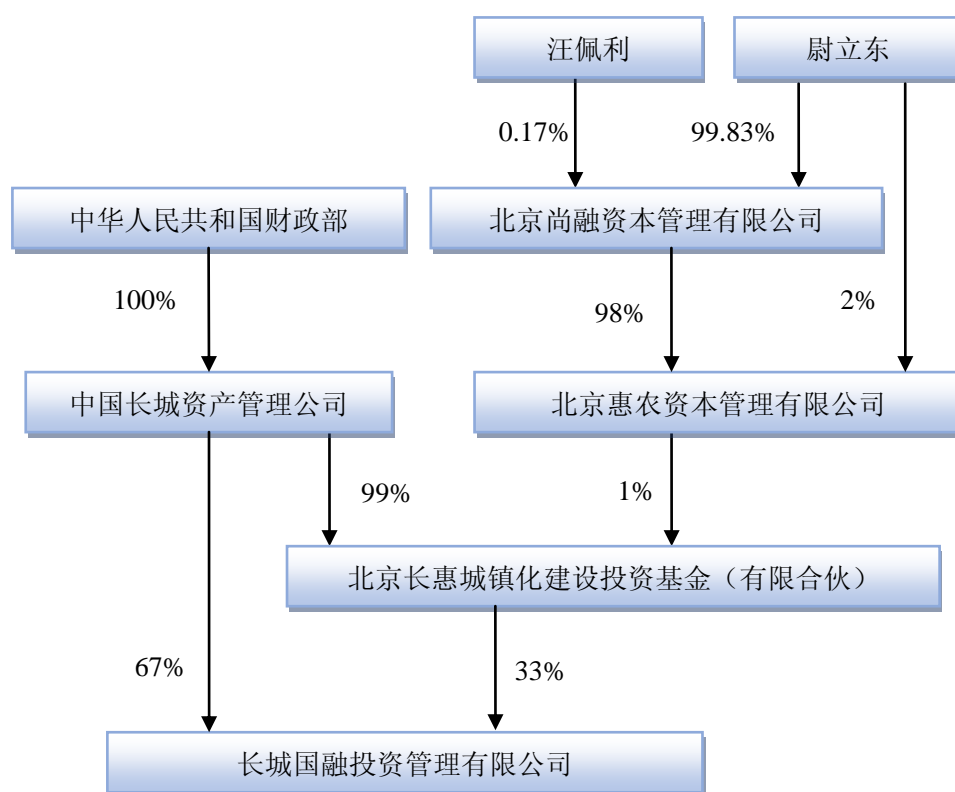 汪佩利
尉立东
0.17%
99.83%
中华人民共和国财政部
北京尚融资本管理有限公司
100%
98%
2%
中国长城资产管理公司
北京惠农资本管理有限公司
99%
1%
北京长惠城镇化建设投资基金（有限合伙）
67%
33%
长城国融投资管理有限公司